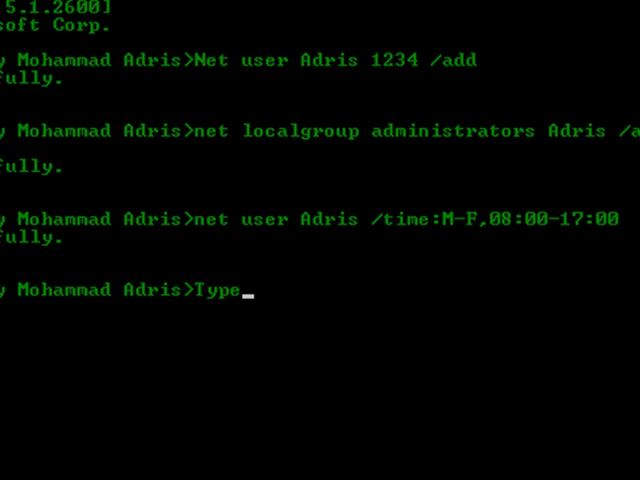 5.1.2600]
soft Corp.
y Mohammad Adris>Net user Adris 1234 /add
fully.
y Mohammad Adris>net localgroup administrators Adris /a
fully.
y Mohammad Adris>net user Adris /time:M-F,08:00-17:00
fully.
y Mohammad Adris>Type